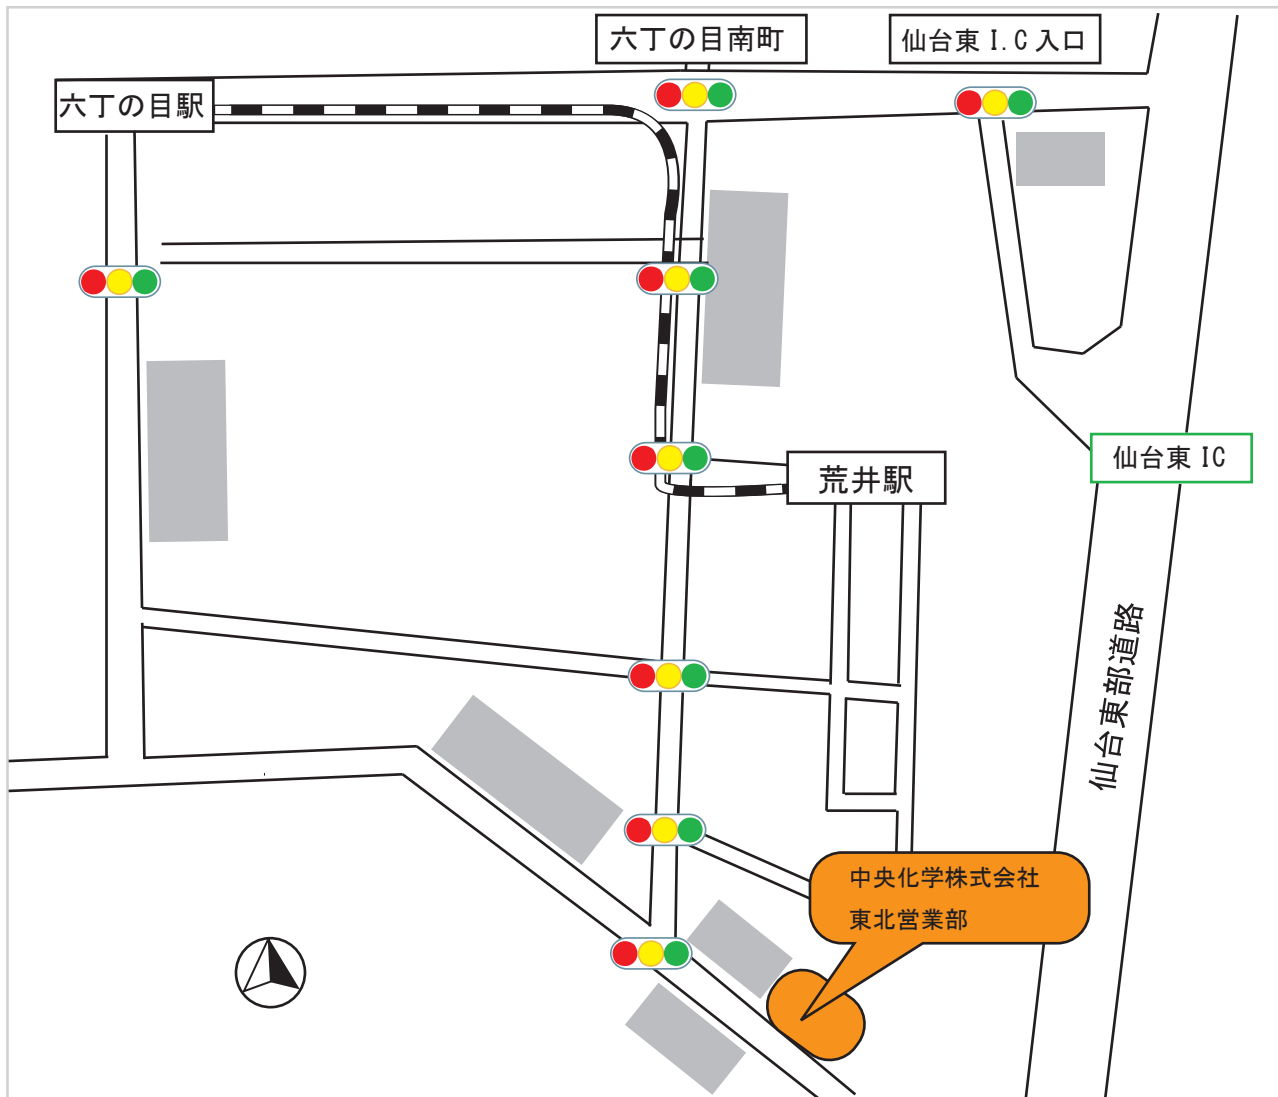 六丁の目南町
仙台東 I.C 入口
六丁の目駅
仙台東 IC
荒井駅
仙台東部道路
中央化学株式会社
東北営業部